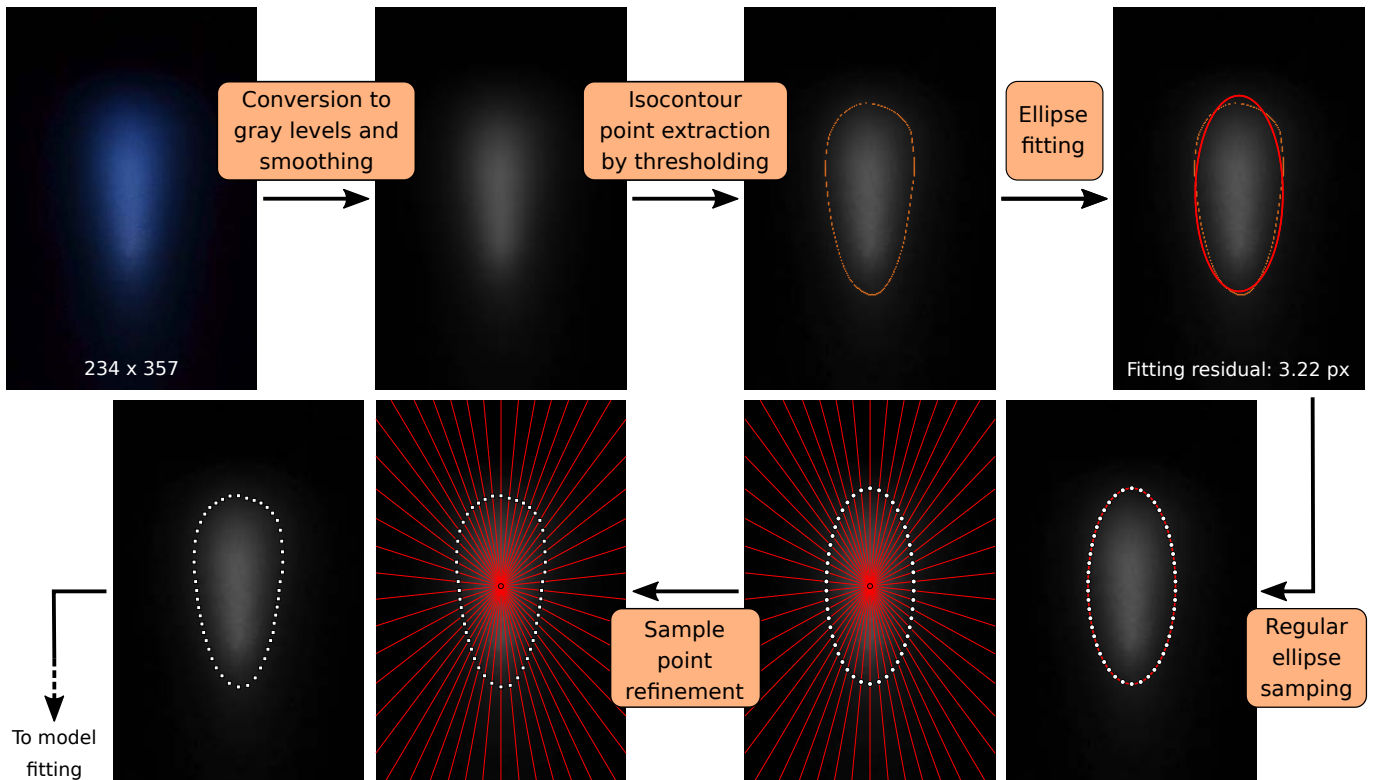 Conversion to
gray levels and
smoothing
Isocontour
point extraction
by thresholding
Ellipse
fitting
234 x 357
Fitting residual: 3.22 px
Regular
ellipse
samping
Sample
point
refinement
To model
fitting